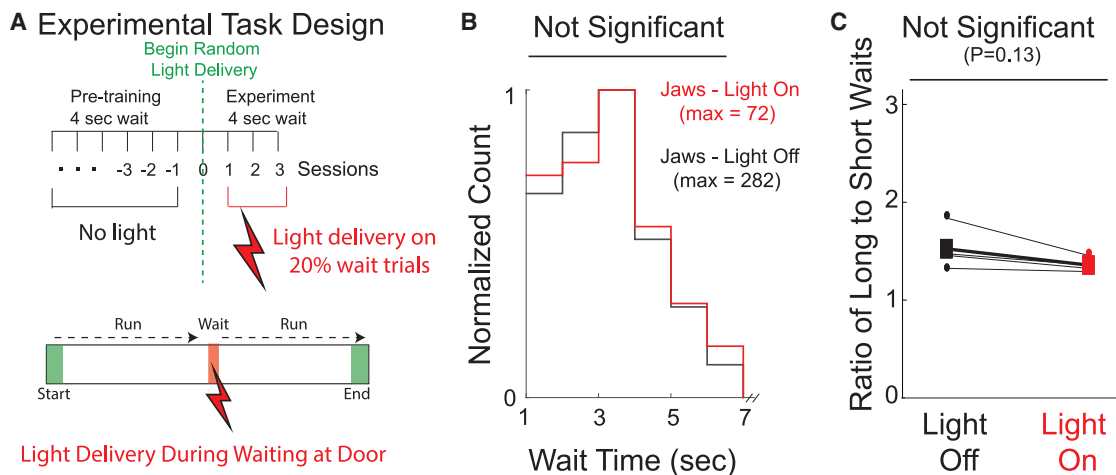 A Experimental Task Design
Begin Random
Light Delivery
Pre-training
4 sec wait
Experiment
4 sec wait
-3 -2 -1 0 1 2 3 Sessions
No light
Light delivery on
20% wait trials
Run Wait Run
Start End
Light Delivery During Waiting at Door
B
Not Significant
Jaws - Light On
(max = 72)
Jaws - Light Off
(max = 282)
Normalized Count
1
0
1 3 5 7
Wait Time (sec)
C
Not Significant
(P=0.13)
Ratio of Long to Short Waits
3
2
1
0
Light
Off
Light
On